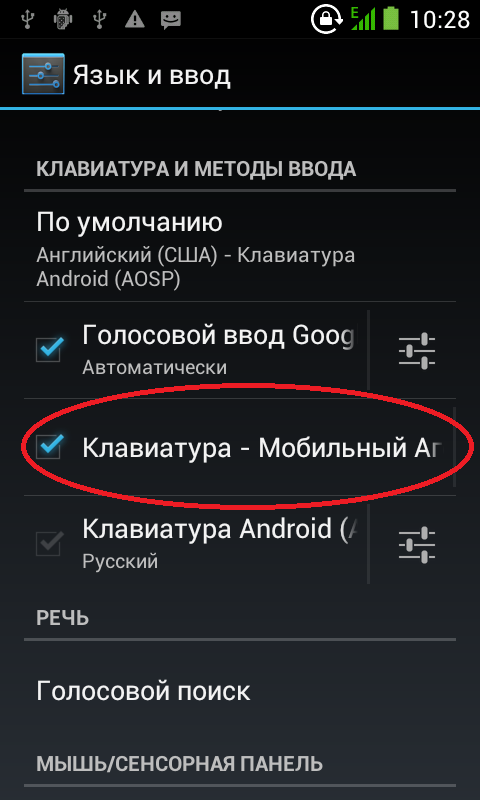 E 10:28
Язык и ввод
КЛАВИАТУРА И МЕТОДЫ ВВОДА
По умолчанию
Английский (США) - Клавиатура
Android (AOSP)
Голосовой ввод Goog
Автоматически
Клавиатура - Мобильный Аг
Клавиатура Android (A
Русский
РЕЧЬ
Голосовой поиск
МЫШЬ/СЕНСОРНАЯ ПАНЕЛЬ